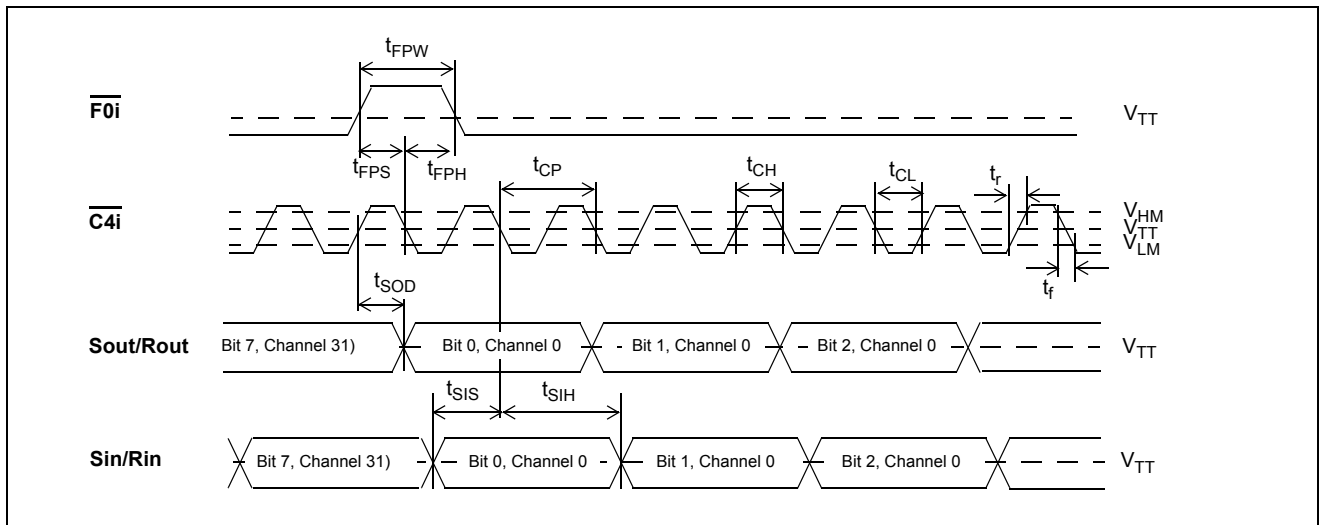 tFPW
F0i
VTT
tFPS
tFPH
tCP
tCH
tCL
tr
C4i
VHM
VTT
VLM
tSOD
tf
Sout/Rout
Bit 7, Channel 31)
Bit 0, Channel 0
Bit 1, Channel 0
Bit 2, Channel 0
VTT
tSIS
tSIH
Sin/Rin
Bit 7, Channel 31)
Bit 0, Channel 0
Bit 1, Channel 0
Bit 2, Channel 0
VTT